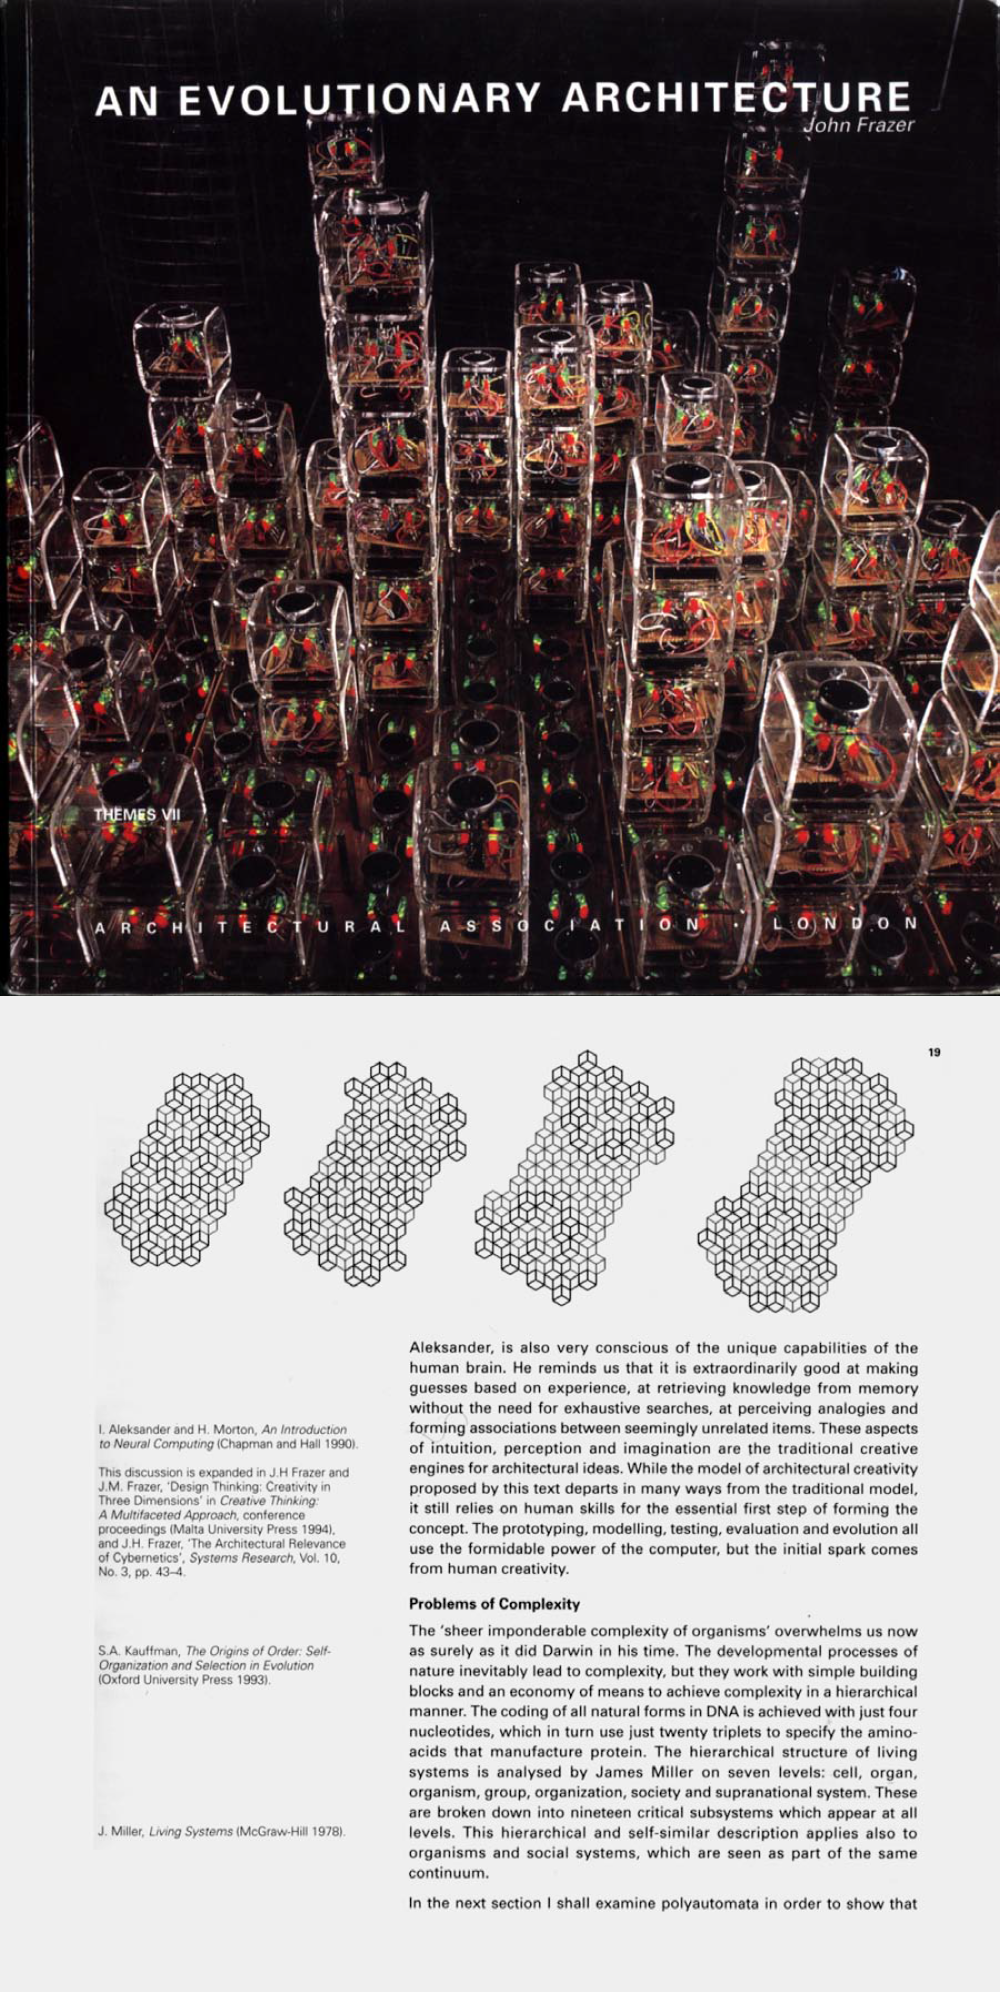 AN EVOLUTIONARY ARCHITECTURE
John Frazer
THEMES VII
ARCHITECTURAL ASSOCIATION • LONDON
19
Aleksander, is also very conscious of the unique capabilities of the
human brain. He reminds us that it is extraordinarily good at making
guesses based on experience, at retrieving knowledge from memory
without the need for exhaustive searches, at perceiving analogies and
forming associations between seemingly unrelated items. These aspects
of intuition, perception and imagination are the traditional creative
engines for architectural ideas. While the model of architectural creativity
proposed by this text departs in many ways from the traditional model,
it still relies on human skills for the essential first step of forming the
concept. The prototyping, modelling, testing, evaluation and evolution all
use the formidable power of the computer, but the initial spark comes
from human creativity.
I. Aleksander and H. Morton, An Introduction
to Neural Computing (Chapman and Hall 1990).
This discussion is expanded in J.H Frazer and
J.M. Frazer, 'Design Thinking: Creativity in
Three Dimensions' in Creative Thinking:
A Multifaceted Approach, conference
proceedings (Malta University Press 1994),
and J.H. Frazer, 'The Architectural Relevance
of Cybernetics', Systems Research, Vol. 10,
No. 3, pp. 43–4.
Problems of Complexity
The 'sheer imponderable complexity of organisms' overwhelms us now
as surely as it did Darwin in his time. The developmental processes of
nature inevitably lead to complexity, but they work with simple building
blocks and an economy of means to achieve complexity in a hierarchical
manner. The coding of all natural forms in DNA is achieved with just four
nucleotides, which in turn use just twenty triplets to specify the amino-
acids that manufacture protein. The hierarchical structure of living
systems is analysed by James Miller on seven levels: cell, organ,
organism, group, organization, society and supranational system. These
are broken down into nineteen critical subsystems which appear at all
levels. This hierarchical and self-similar description applies also to
organisms and social systems, which are seen as part of the same
continuum.
S.A. Kauffman, The Origins of Order: Self-
Organization and Selection in Evolution
(Oxford University Press 1993).
J. Miller, Living Systems (McGraw-Hill 1978).
In the next section I shall examine polyautomata in order to show that